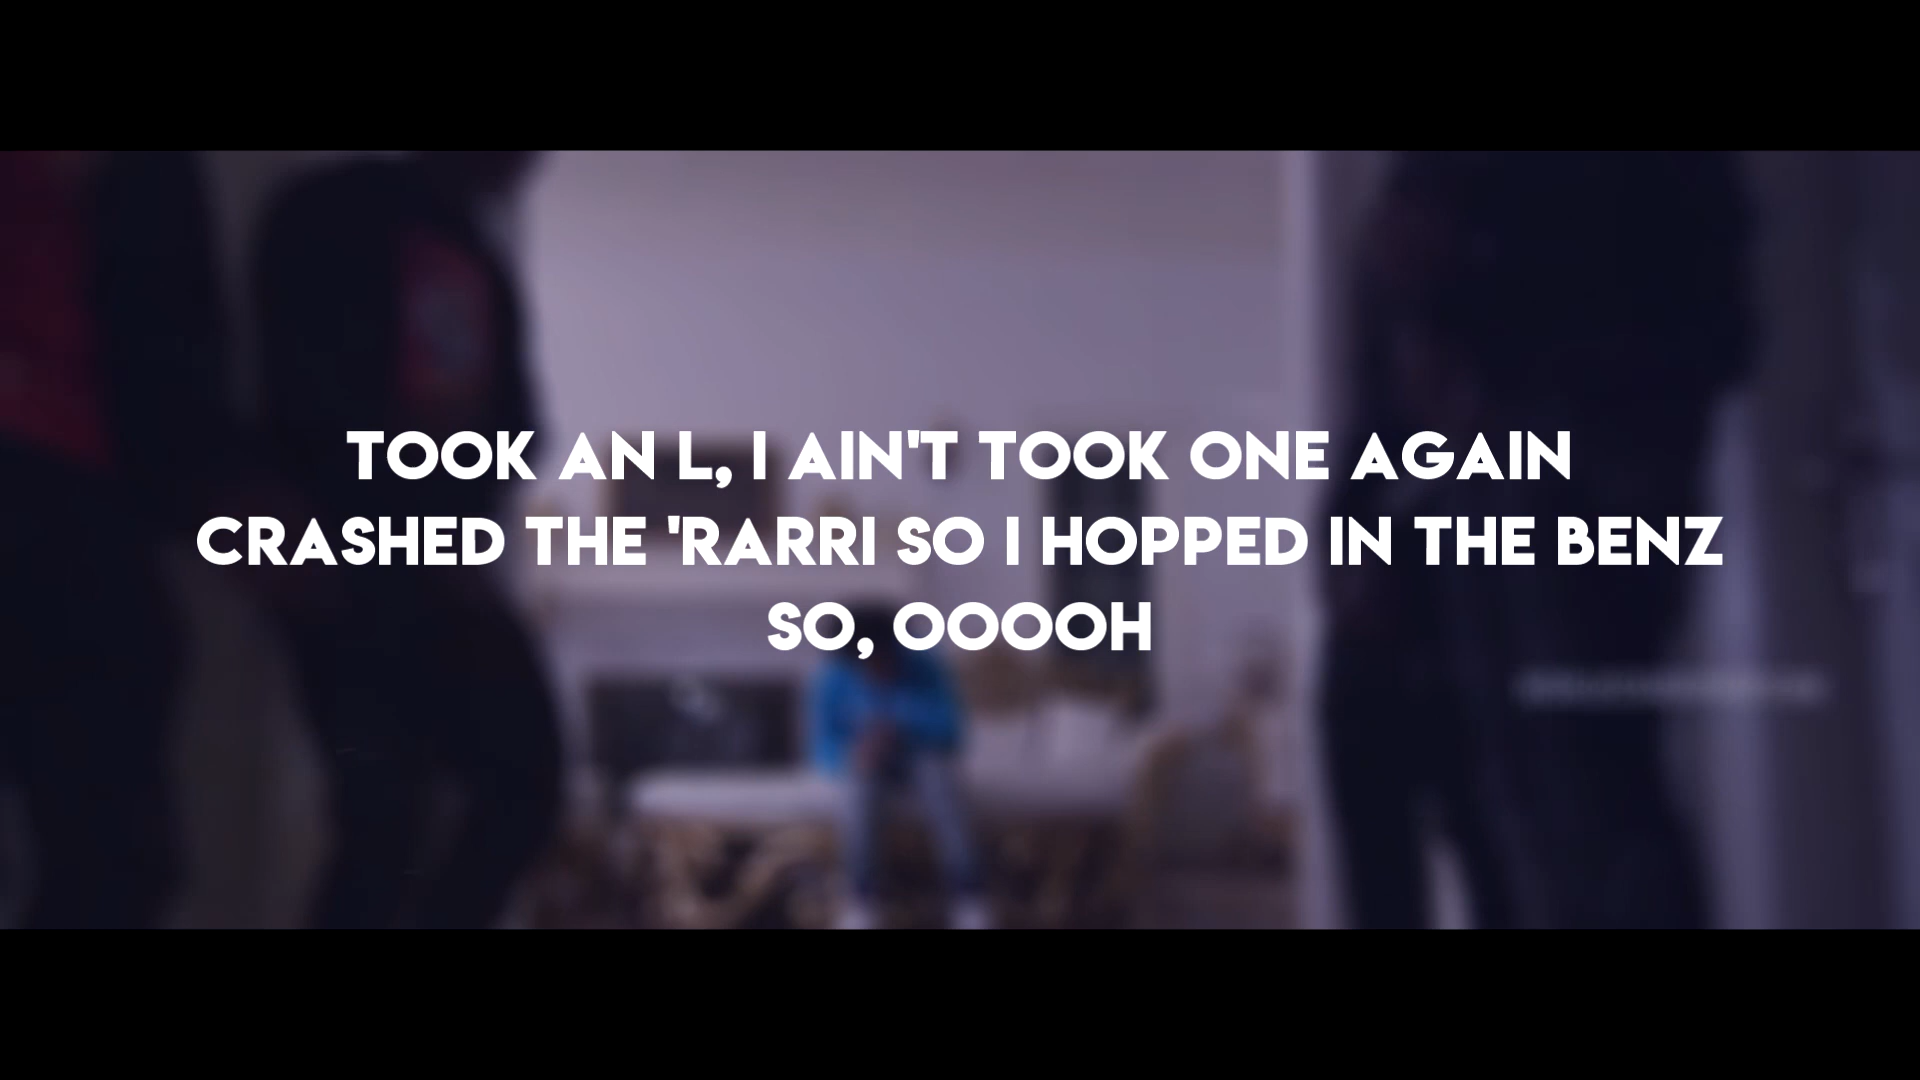 TOOK AN L, I AIN'T TOOK ONE AGAIN
CRASHED THE 'RARRI SO I HOPPED IN THE BENZ
SO, OOOOH